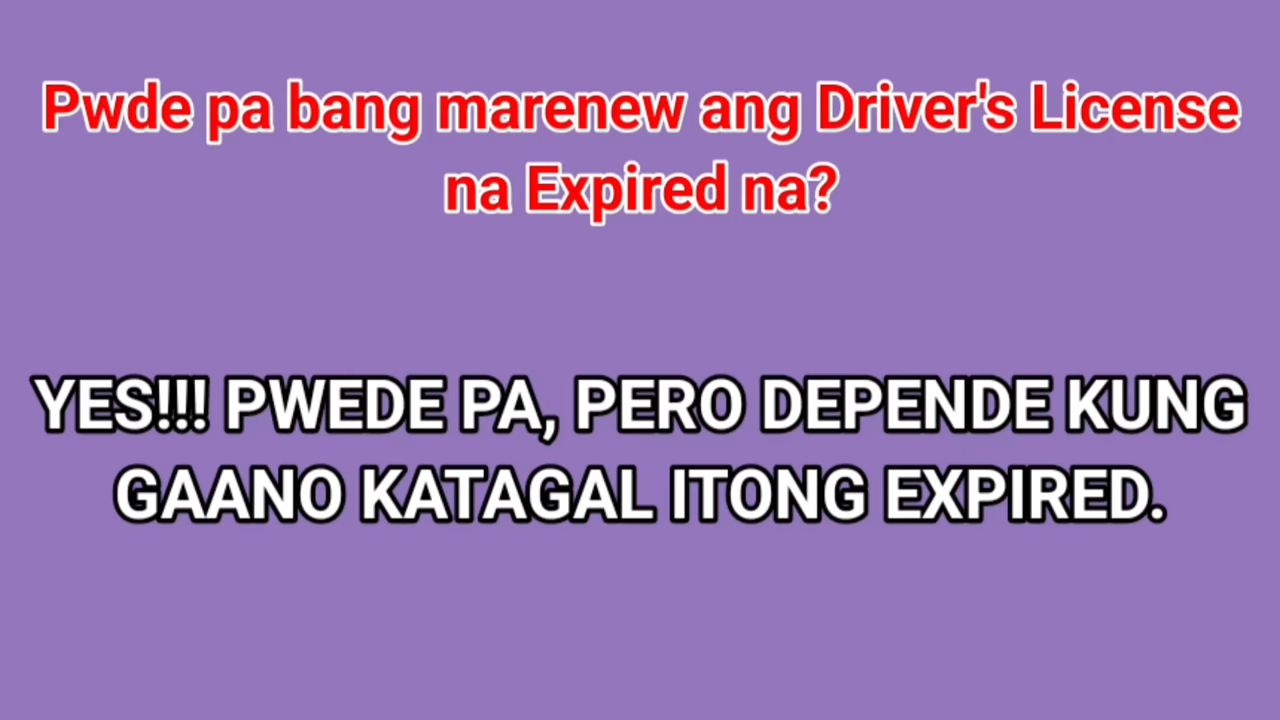 Pwde pa bang marenew ang Driver's License
na Expired na?
YES!!! PWEDE PA, PERO DEPENDE KUNG
GAANO KATAGAL ITONG EXPIRED.